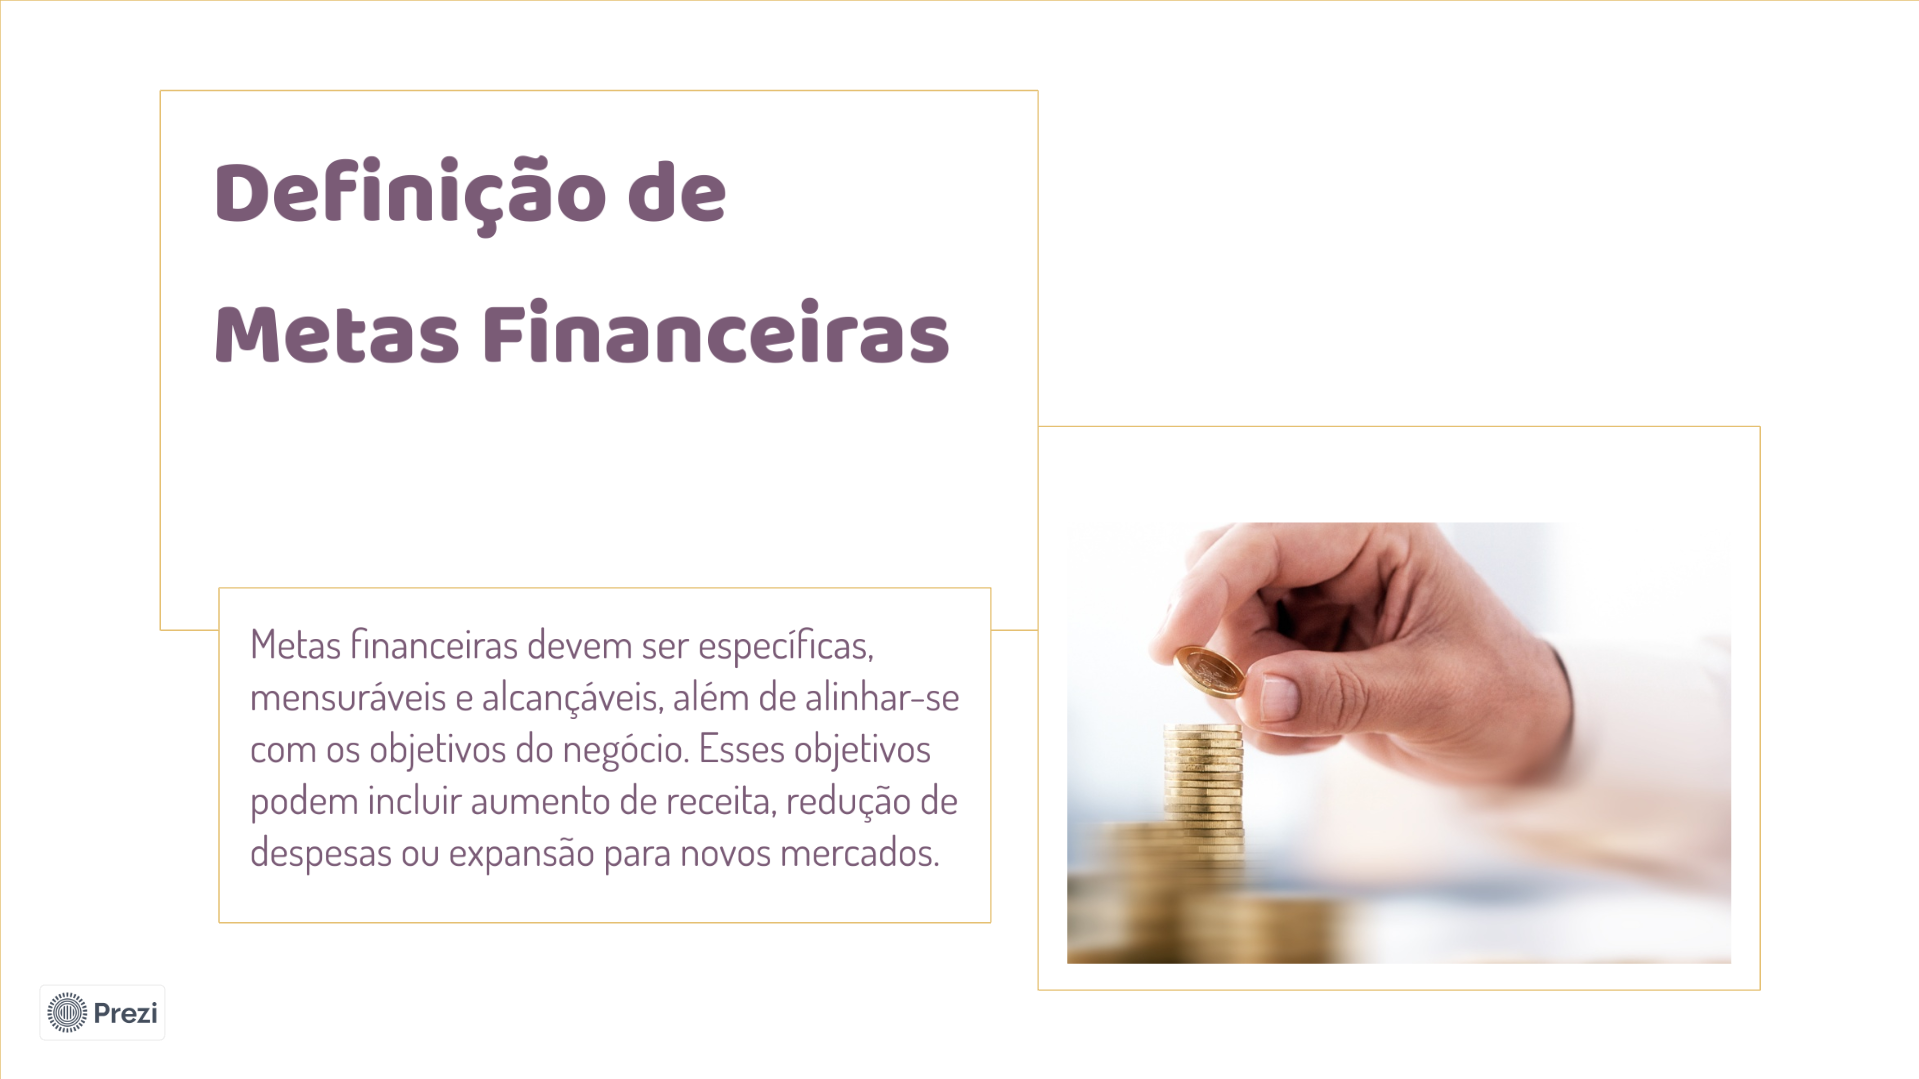 Definição de
Metas Financeiras
Metas financeiras devem ser específicas,
mensuráveis e alcançáveis, além de alinhar-se
com os objetivos do negócio. Esses objetivos
podem incluir aumento de receita, redução de
despesas ou expansão para novos mercados.
Prezi